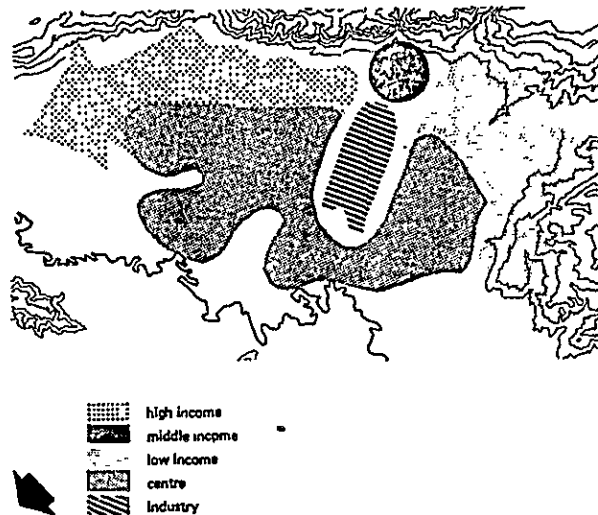 high income
middle income
low income
centre
industry